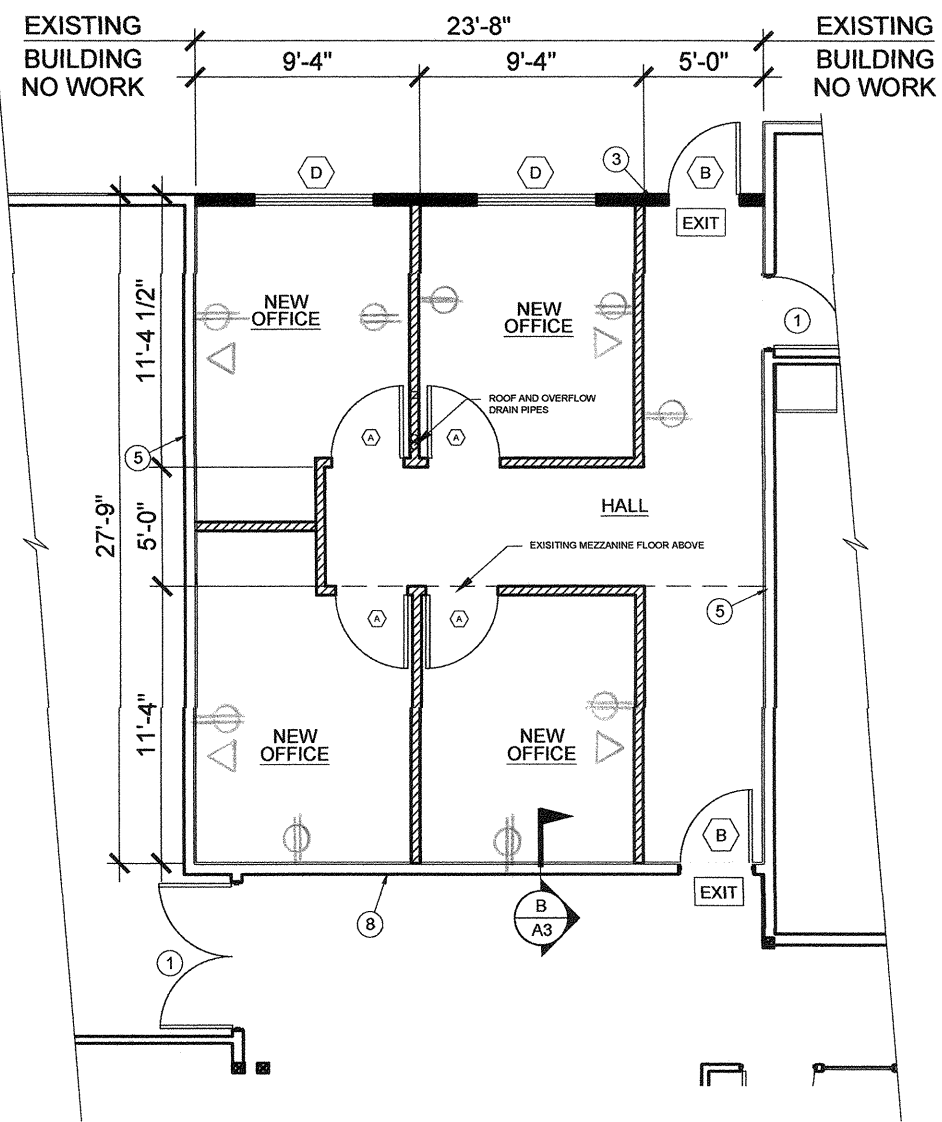 EXISTING
BUILDING
NO WORK
23'-8"
9'-4"
9'-4"
5'-0"
EXISTING
BUILDING
NO WORK
D
D
3
B
EXIT
11'-4 1/2"
NEW
OFFICE
NEW
OFFICE
1
ROOF AND OVERFLOW
DRAIN PIPES
A
A
5
27'-9"
5'-0"
HALL
EXISITING MEZZANINE FLOOR ABOVE
A
A
5
11'-4"
NEW
OFFICE
NEW
OFFICE
B
EXIT
8
B
A3
1